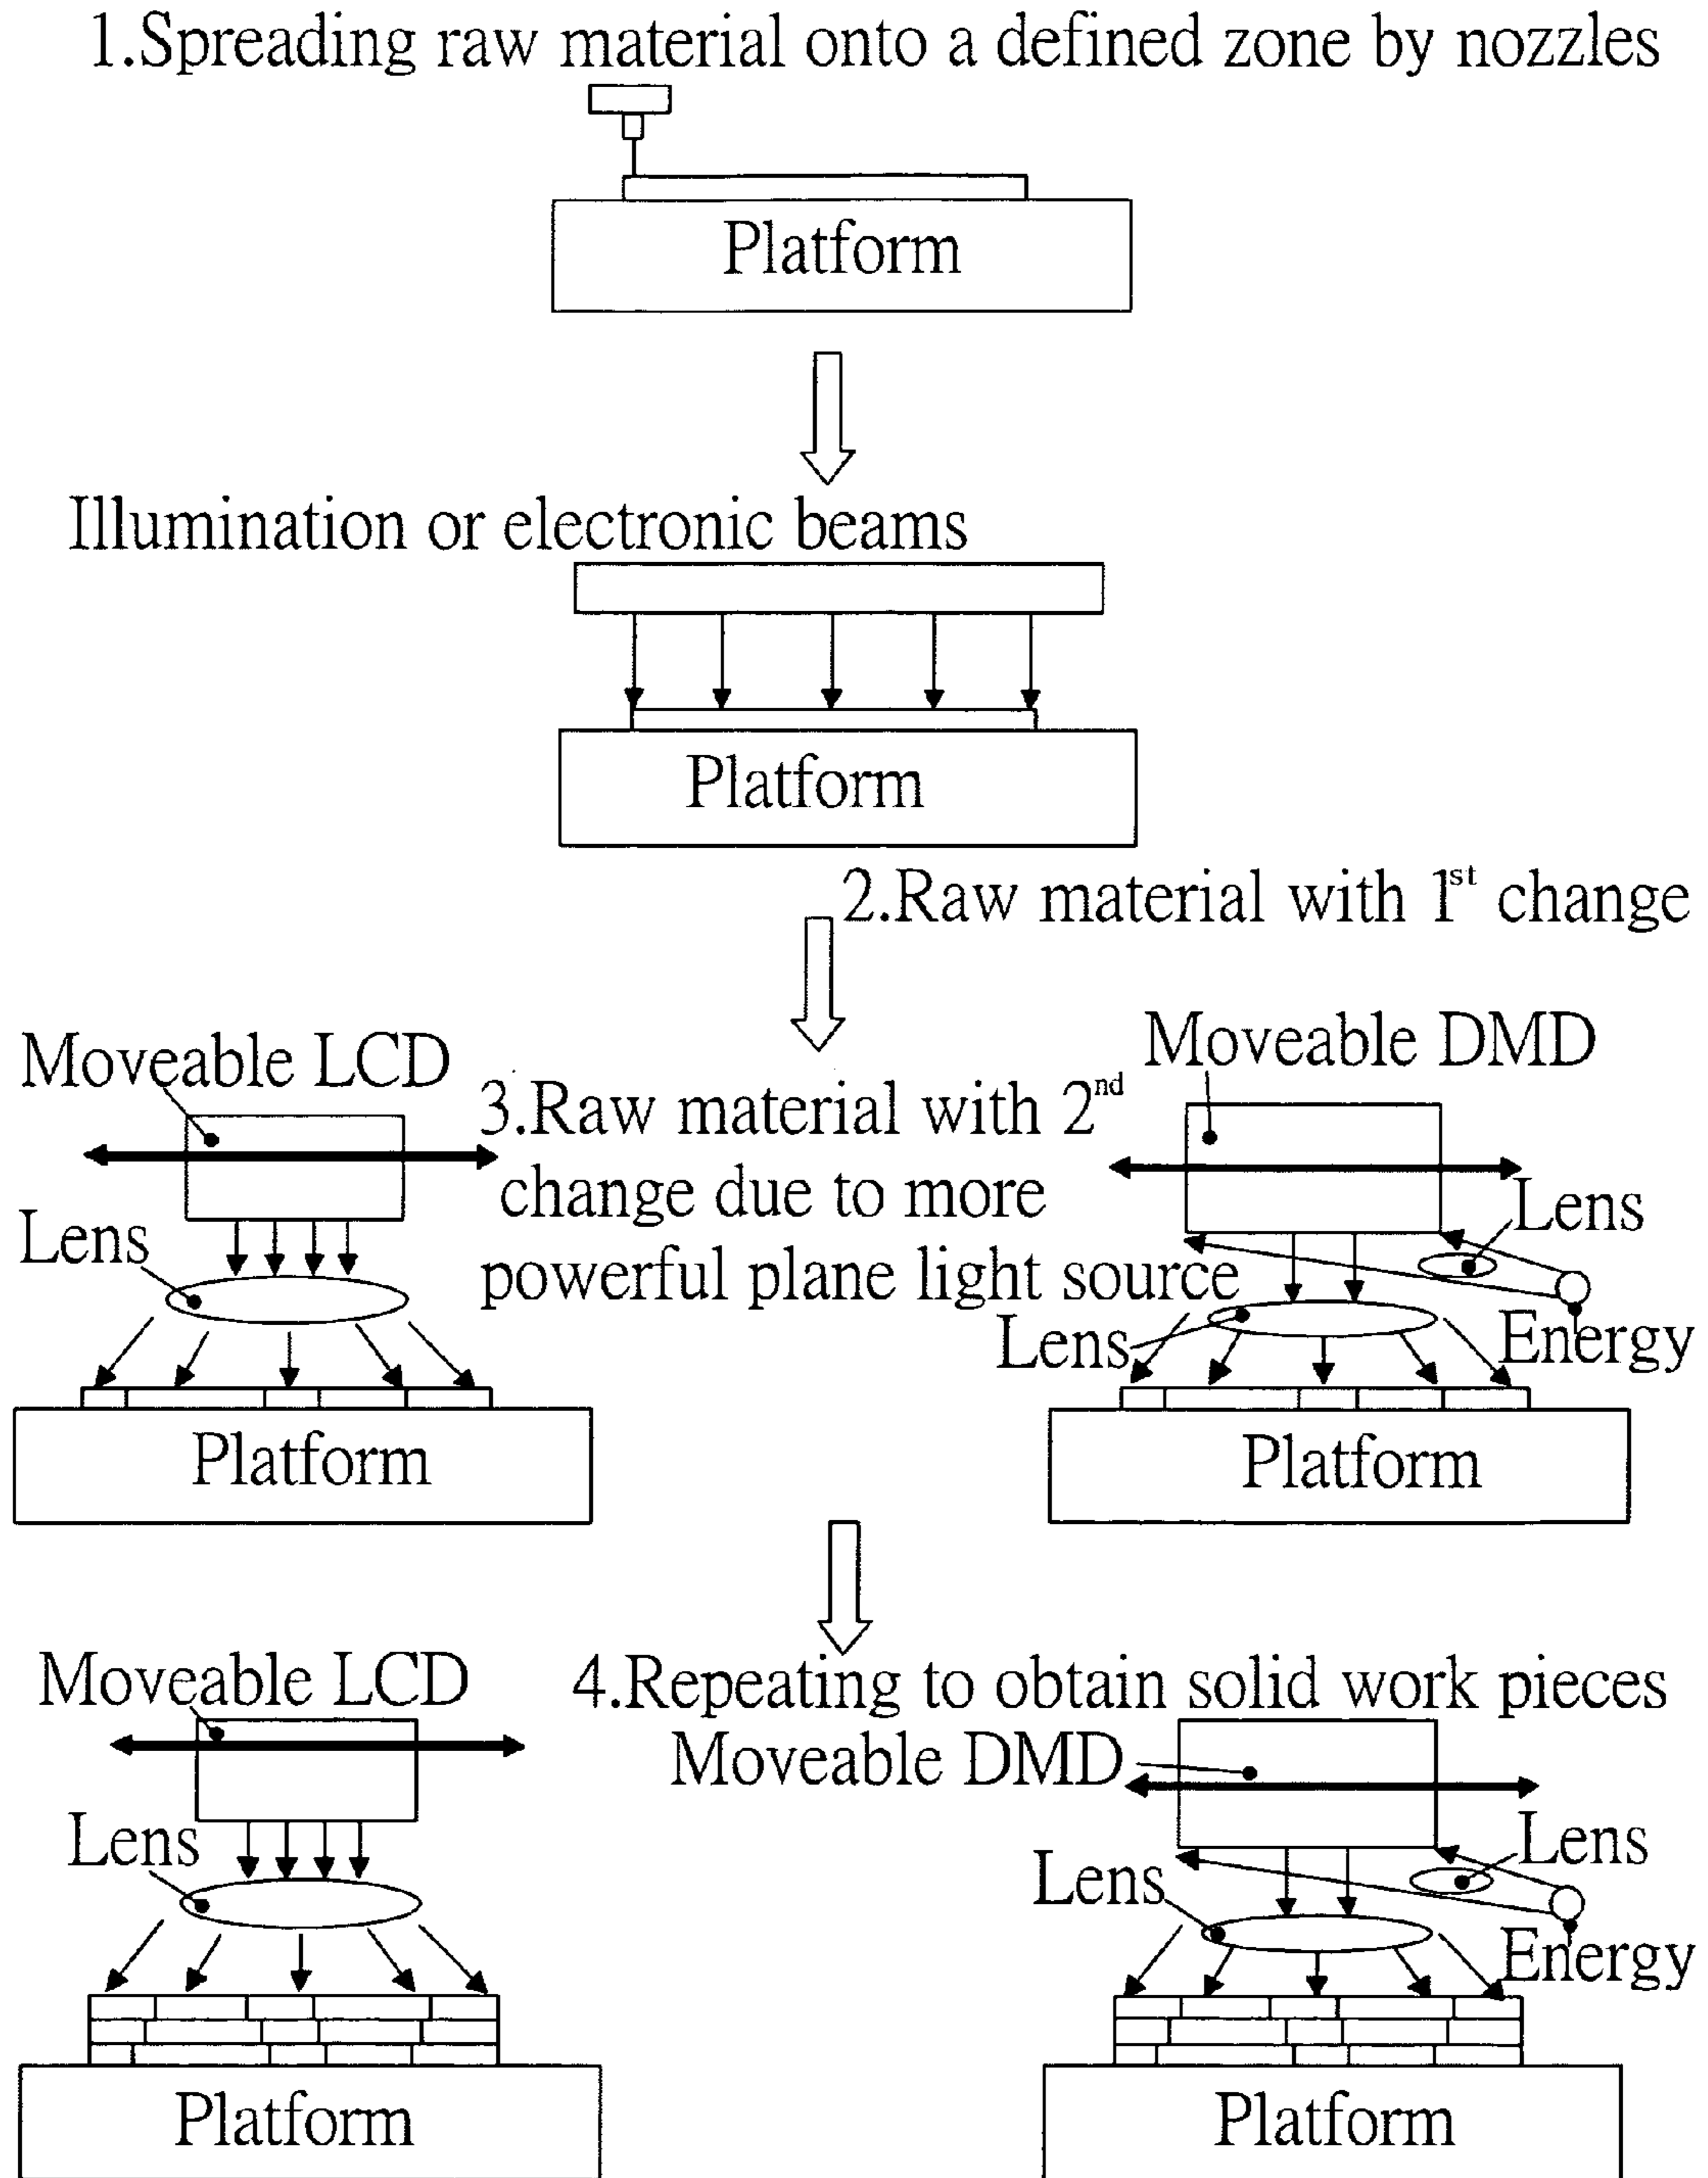 1.Spreading raw material onto a defined zone by nozzles
Platform
Illumination or electronic beams
Platform
2.Raw material with 1st change
Moveable LCD
Moveable DMD
3.Raw material with 2nd
change due to more
powerful plane light source
Lens
Lens
Lens
Energy
Platform
Platform
Moveable LCD
4.Repeating to obtain solid work pieces
Moveable DMD
Lens
Lens
Lens
Energy
Platform
Platform